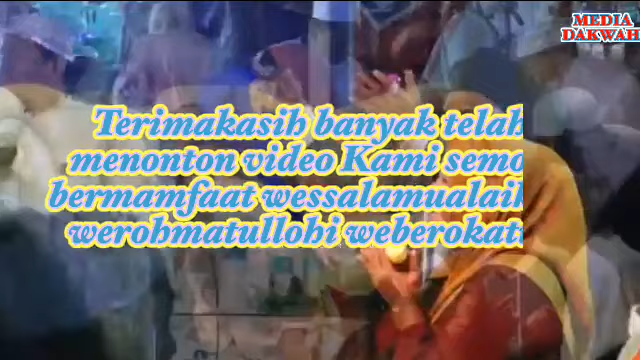 MEDIA
DAKWAH
Terimakasih banyak telah
menonton video Kami semo
bermamfaat wessalamualaik
werohmatullohi weberokat